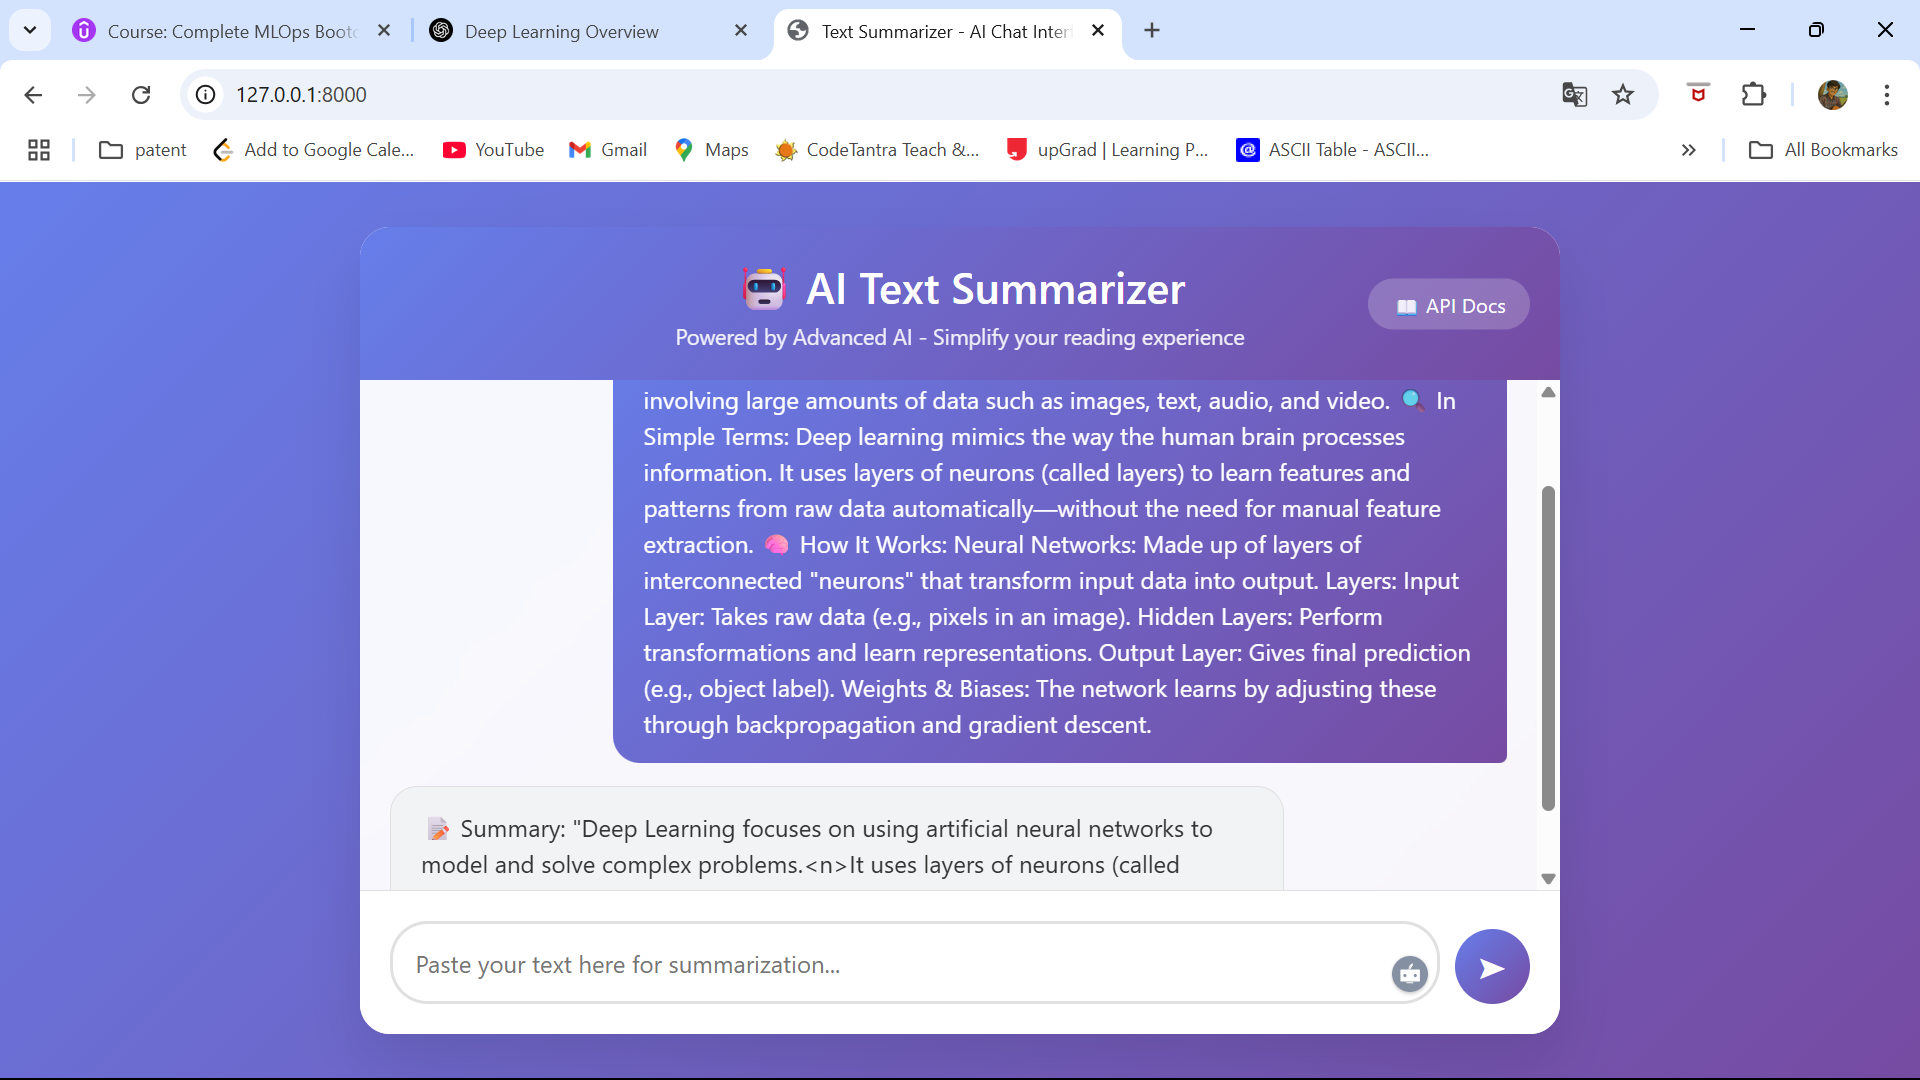 Course: Complete MLOps Boot
Deep Learning Overview
Text Summarizer - AI Chat Inter
127.0.0.1:8000
patent
Add to Google Cale...
YouTube
Gmail
Maps
CodeTantra Teach &...
upGrad | Learning P...
ASCII Table - ASCII...
All Bookmarks
AI Text Summarizer
Powered by Advanced AI - Simplify your reading experience
API Docs
involving large amounts of data such as images, text, audio, and video. 🔍 In
Simple Terms: Deep learning mimics the way the human brain processes
information. It uses layers of neurons (called layers) to learn features and
patterns from raw data automatically—without the need for manual feature
extraction. 🧠 How It Works: Neural Networks: Made up of layers of
interconnected "neurons" that transform input data into output. Layers: Input
Layer: Takes raw data (e.g., pixels in an image). Hidden Layers: Perform
transformations and learn representations. Output Layer: Gives final prediction
(e.g., object label). Weights & Biases: The network learns by adjusting these
through backpropagation and gradient descent.
📝 Summary: "Deep Learning focuses on using artificial neural networks to
model and solve complex problems.<n>It uses layers of neurons (called
Paste your text here for summarization...